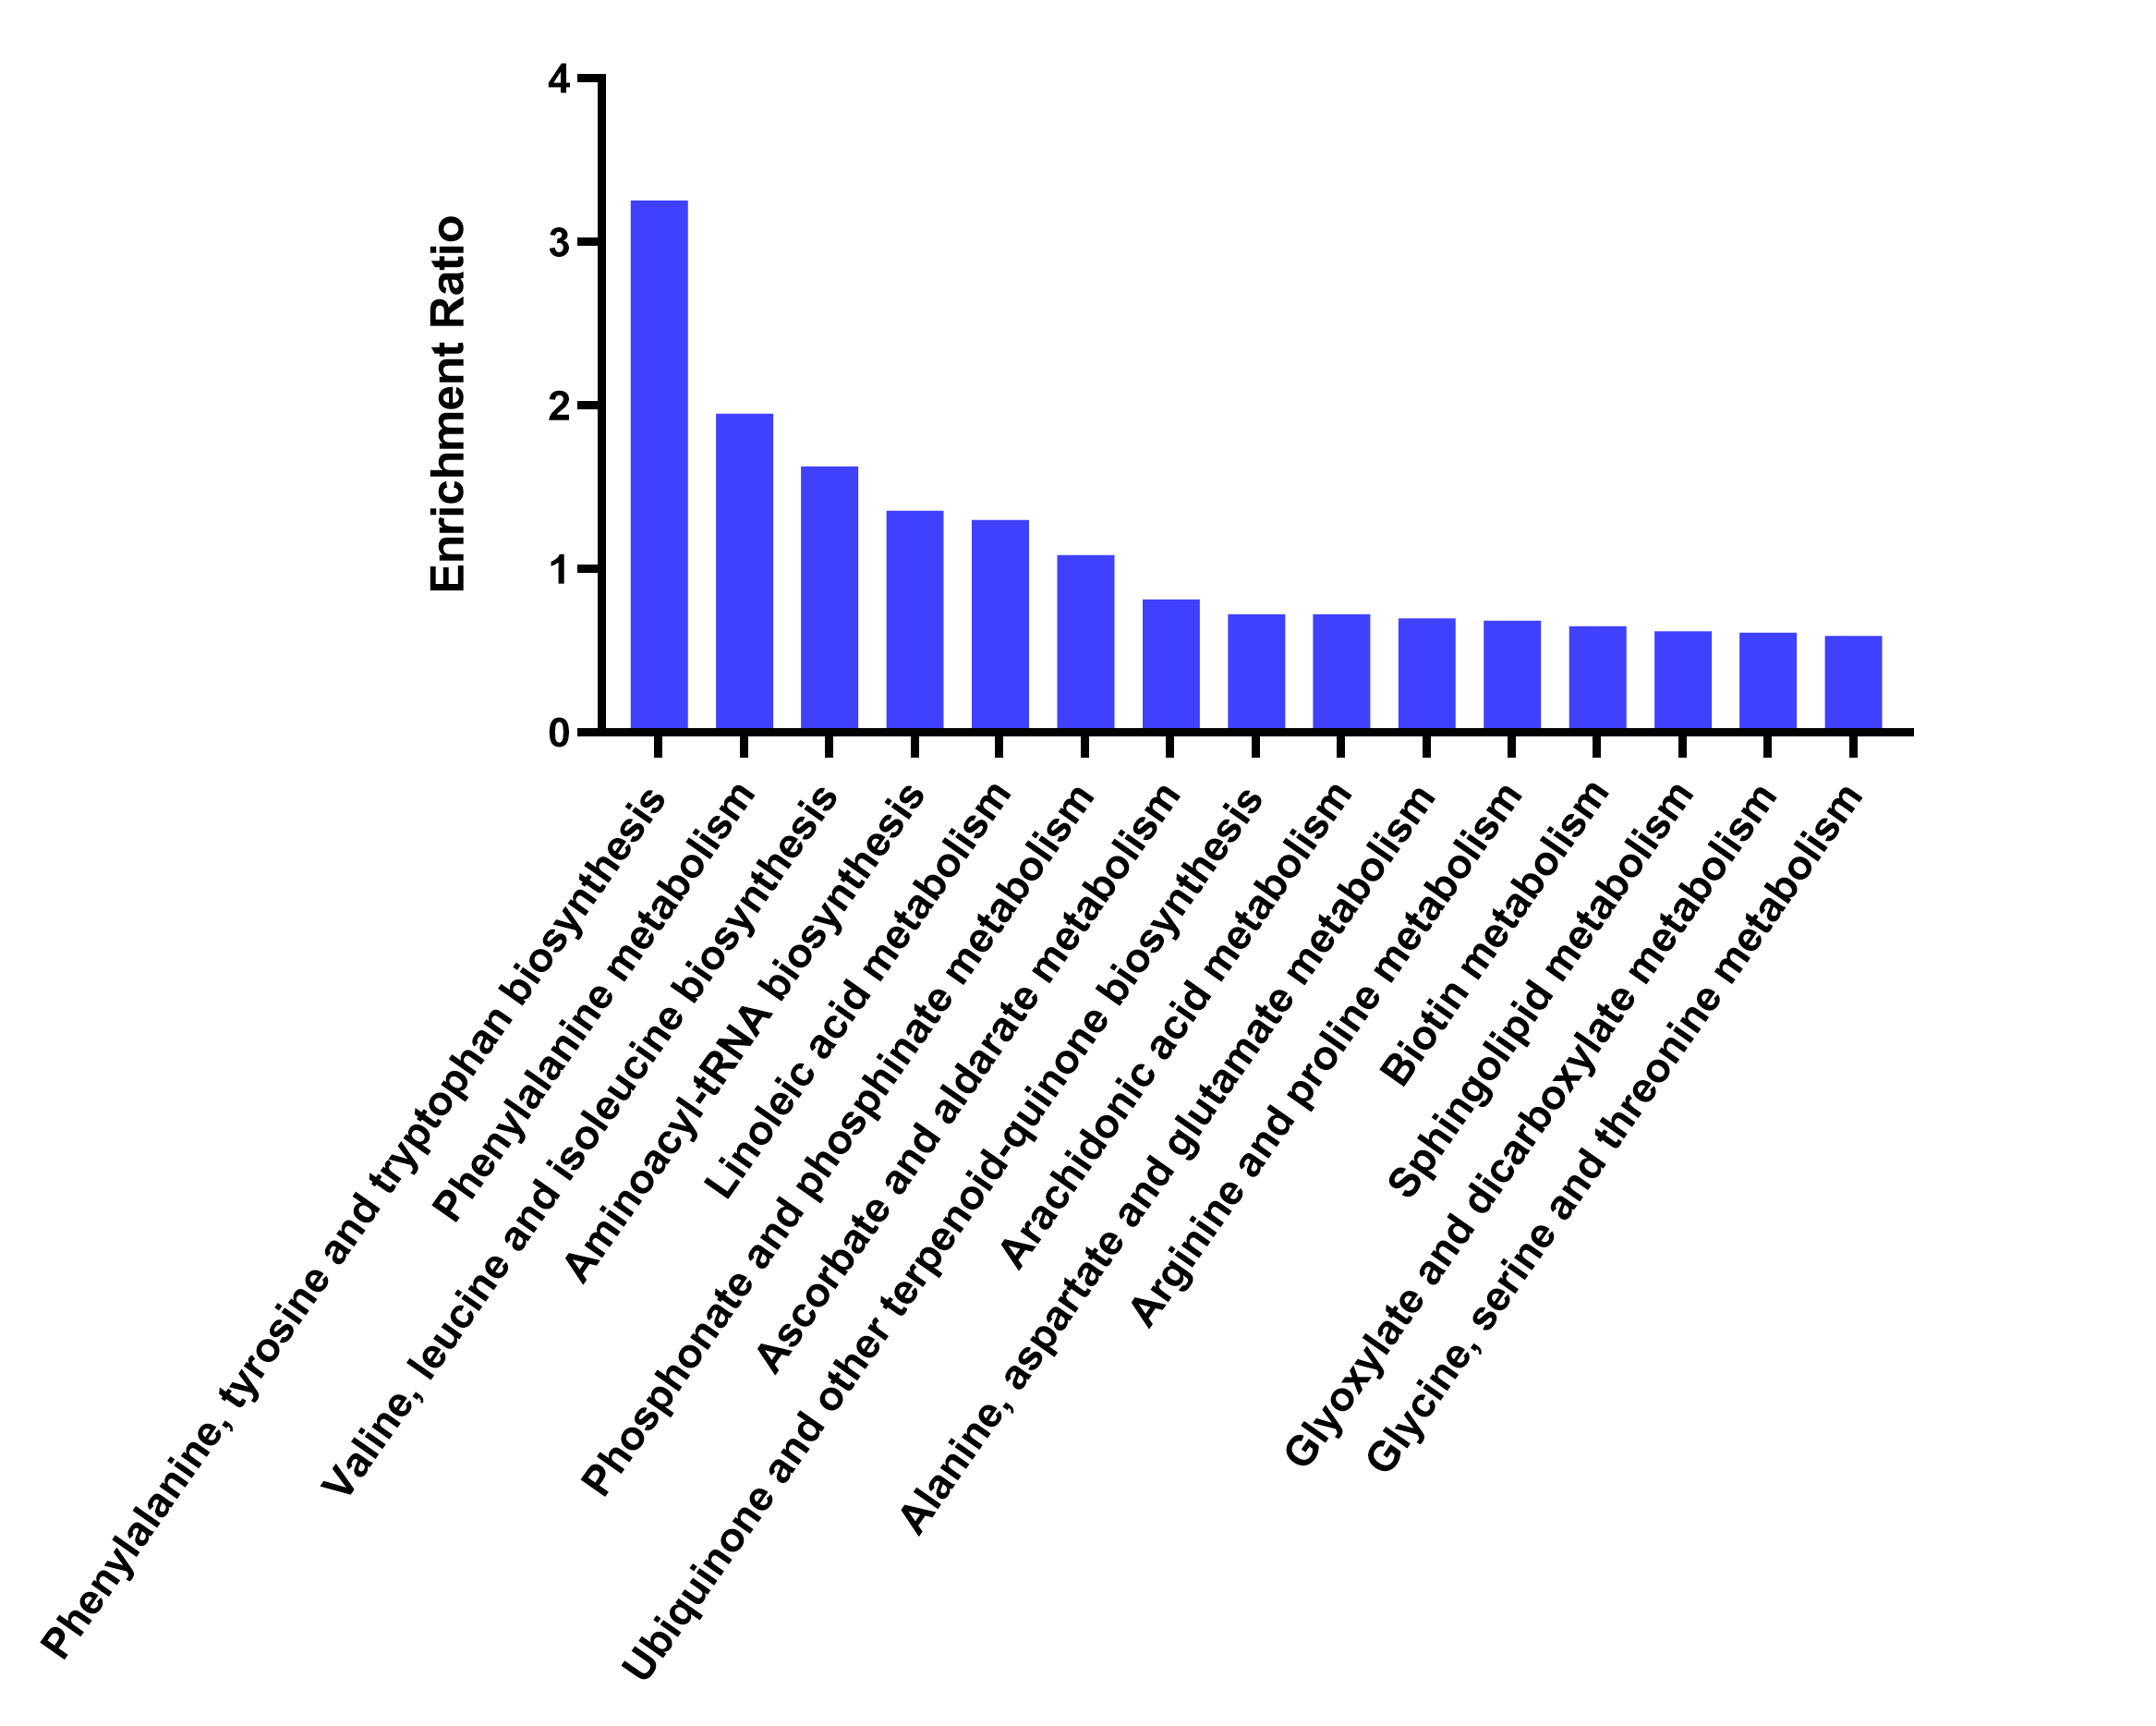 Enrichment Ratio
4
3
2
1
0
Phenylalanine, tyrosine and tryptophan biosynthesis
Phenylalanine metabolism
Valine, leucine and isoleucine biosynthesis
Aminoacyl-tRNA biosynthesis
Linoleic acid metabolism
Phosphonate and phosphinate metabolism
Ascorbate and aldarate metabolism
Ubiquinone and other terpenoid-quinone biosynthesis
Arachidonic acid metabolism
Alanine, aspartate and glutamate metabolism
Arginine and proline metabolism
Biotin metabolism
Sphingolipid metabolism
Glyoxylate and dicarboxylate metabolism
Glycine, serine and threonine metabolism